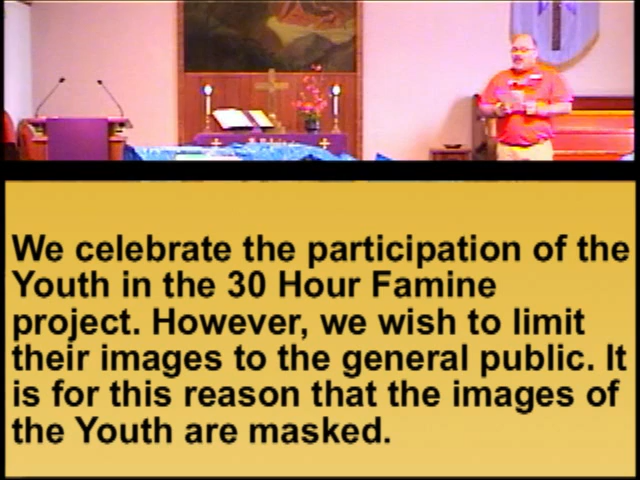 We celebrate the participation of the
Youth in the 30 Hour Famine
project. However, we wish to limit
their images to the general public. It
is for this reason that the images of
the Youth are masked.